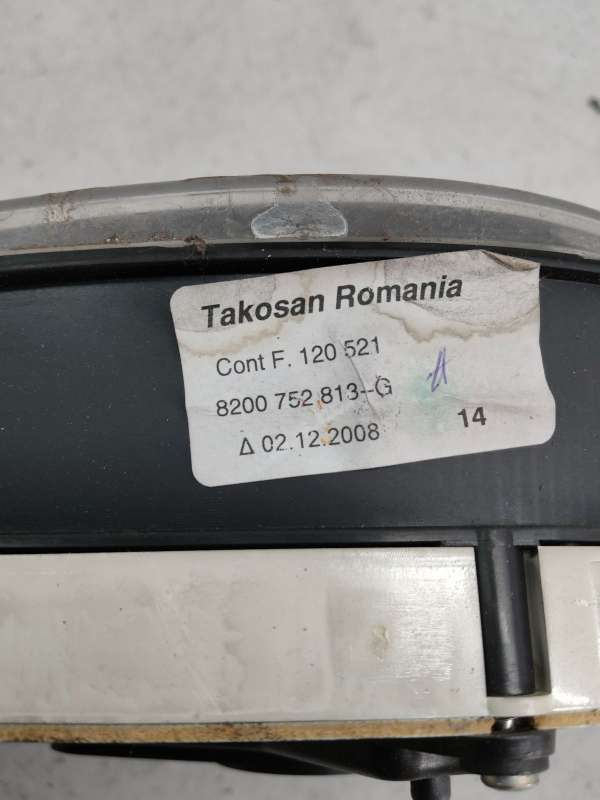 Takosan Romania
Cont F. 120 521
8200 752 813--G
Δ 02.12.2008
14